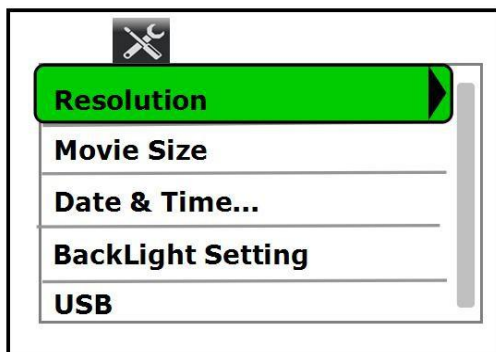 Resolution
Movie Size
Date & Time...
BackLight Setting
USB